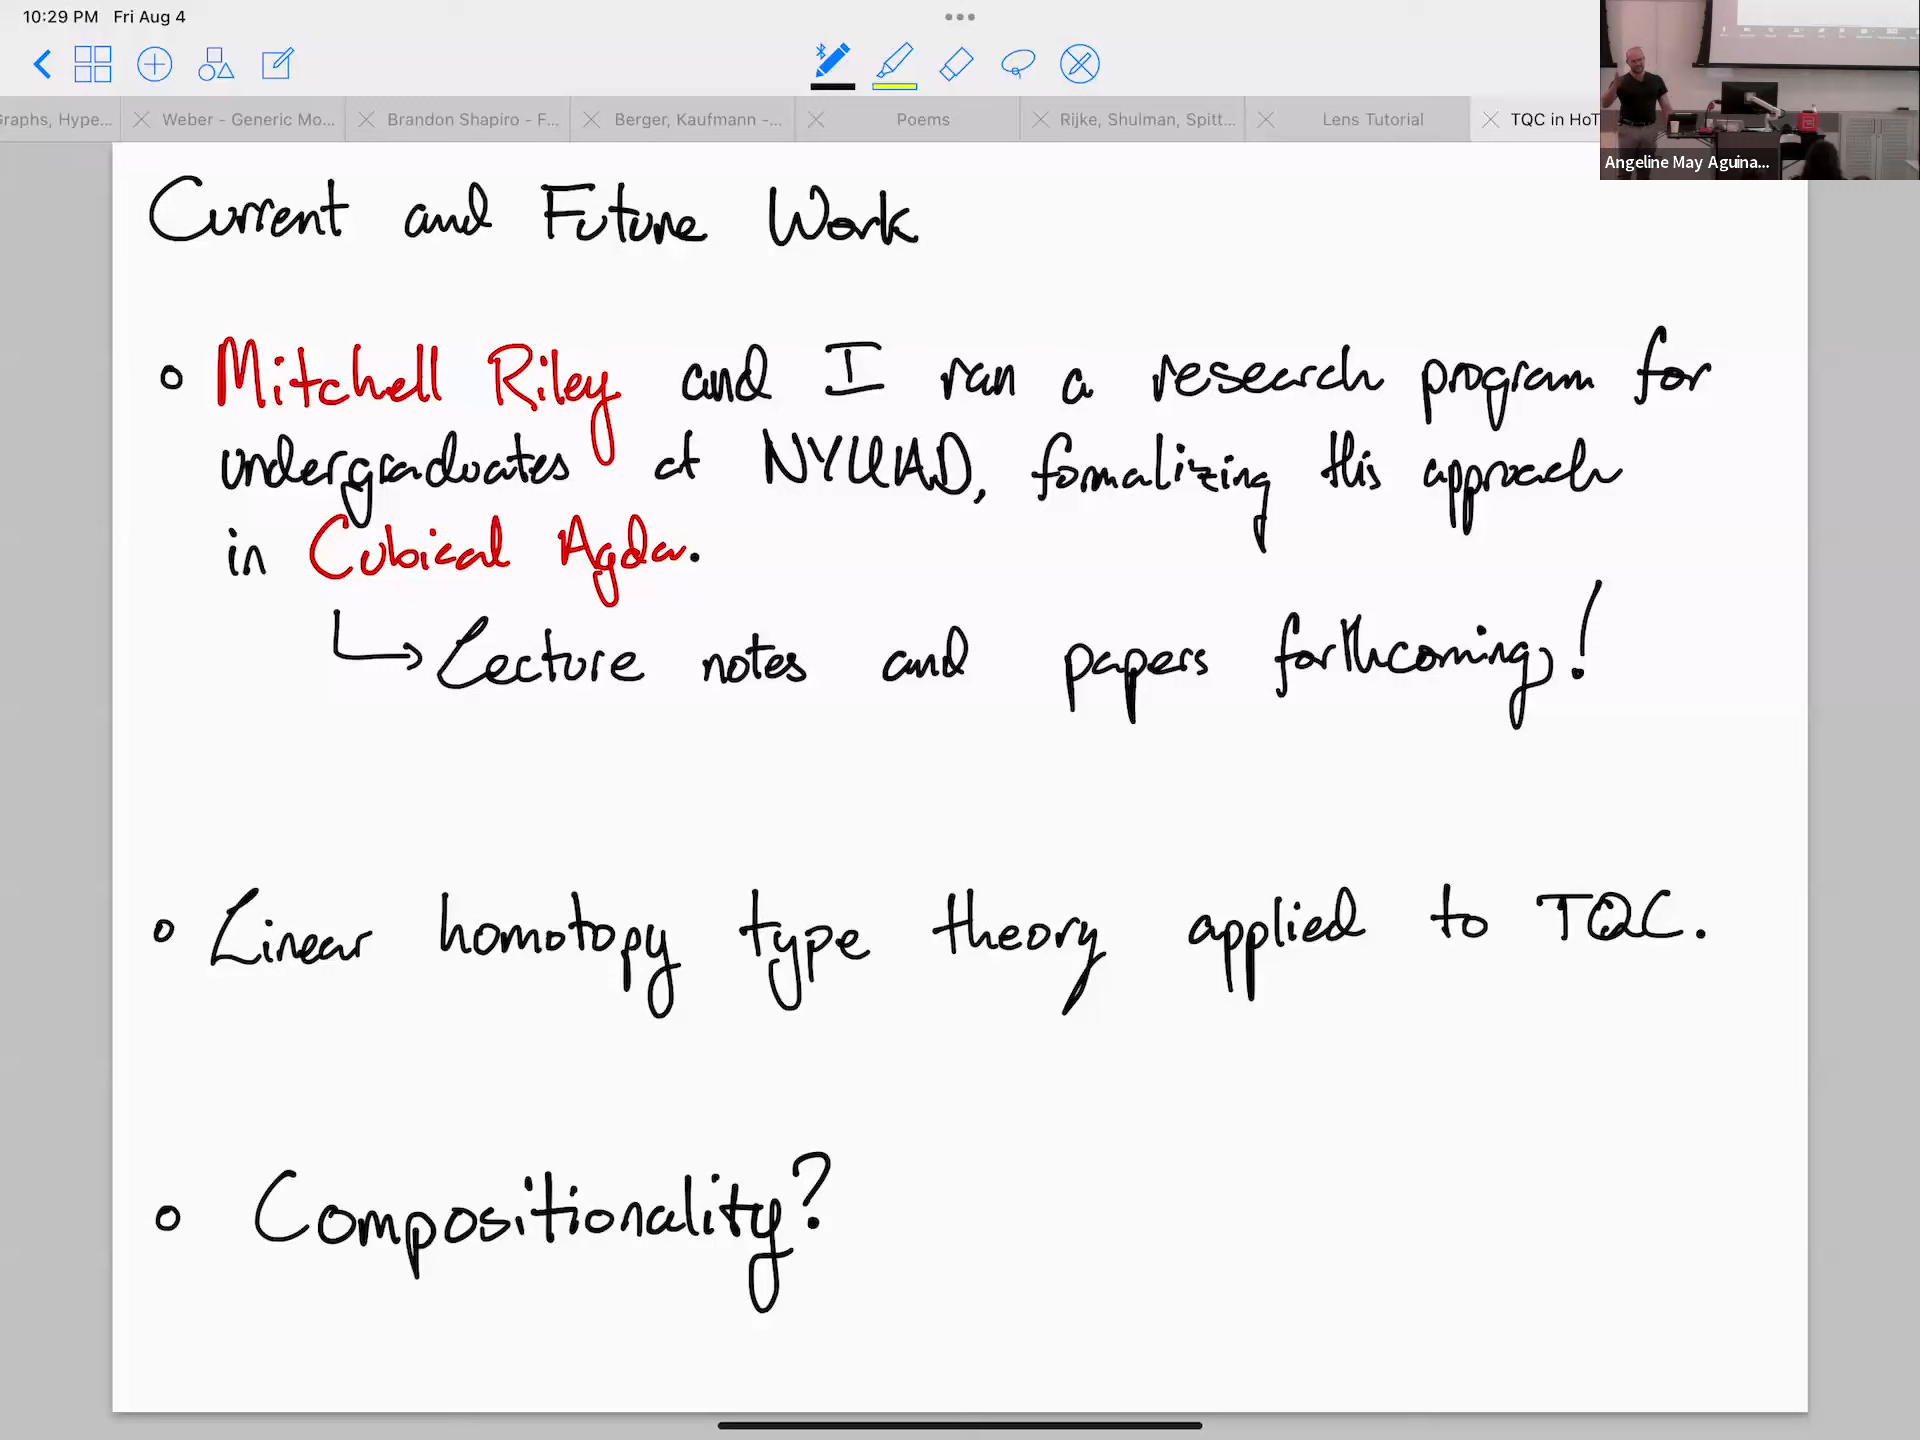 10:29 PM Fri Aug 4
Graphs, Hype...
Weber - Generic Mo...
Brandon Shapiro - F...
Berger, Kaufmann -...
Poems
Rijke, Shulman, Spitt...
Lens Tutorial
TQC in HoT
Angeline May Aguina...
Current and Future Work
o Mitchell Riley and I ran a research program for
undergraduates at NYUAD, formalizing this approach
in Cubical Agda.
↳ Lecture notes and papers forthcoming!
o Linear homotopy type theory applied to TQC.
o Compositionality?